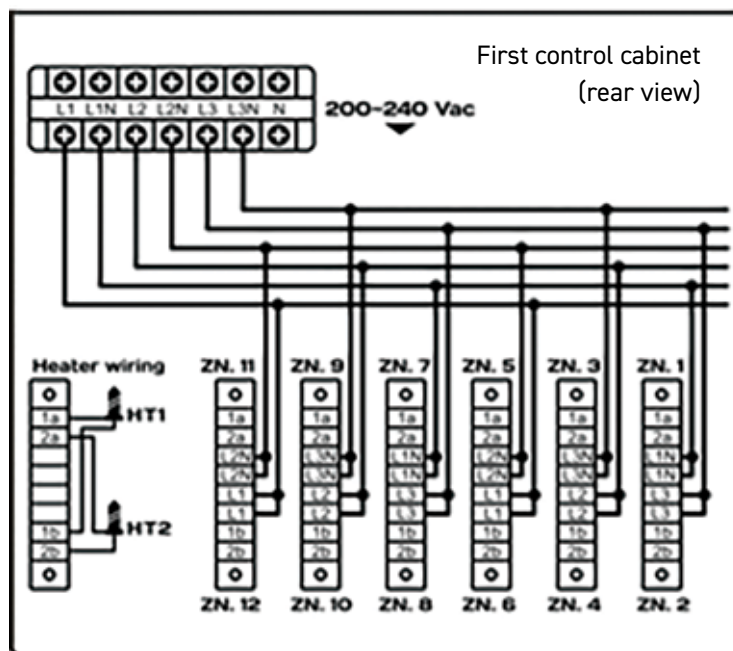 First control cabinet
(rear view)
L1 L1N L2 L2N L3 L3N N
200-240 Vac
Heater wiring
ZN. 11 ZN. 9 ZN. 7 ZN. 5 ZN. 3 ZN. 1
1a 1a 1a 1a 1a 1a 1a
HT1
2a 2a 2a 2a 2a 2a 2a
L2N L3N L1N L2N L3N L1N
L2N L3N L1N L2N L3N L1N
L1 L2 L3 L1 L2 L3
L1 L2 L3 L1 L2 L3
1b 1b 1b 1b 1b 1b 1b
HT2
2b 2b 2b 2b 2b 2b 2b
ZN. 12 ZN. 10 ZN. 8 ZN. 6 ZN. 4 ZN. 2